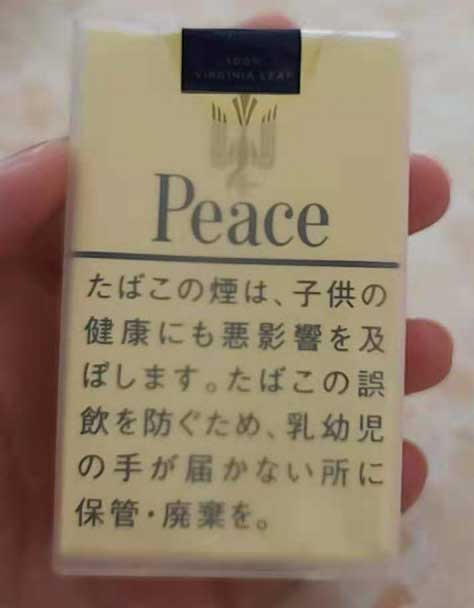 100%
VIRGINIA LEAF
Peace
たばこの煙は、子供の
健康にも悪影響を及
ぼします。たばこの誤
飲を防ぐため、乳幼児
の手が届かない所に
保管・廃棄を。